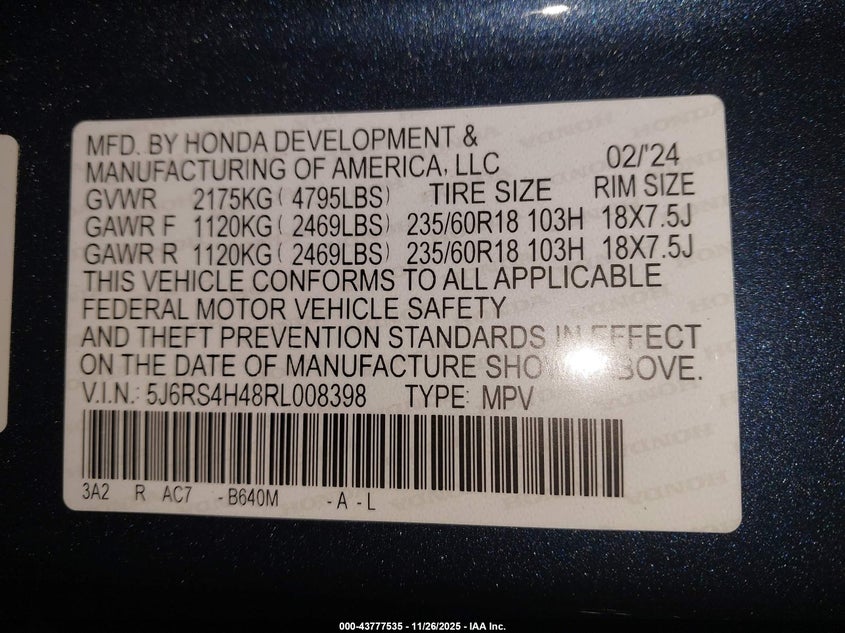 MFD. BY HONDA DEVELOPMENT &
MANUFACTURING OF AMERICA, LLC 02/'24
GVWR 2175KG ( 4795LBS) TIRE SIZE RIM SIZE
GAWR F 1120KG ( 2469LBS) 235/60R18 103H 18X7.5J
GAWR R 1120KG ( 2469LBS) 235/60R18 103H 18X7.5J
THIS VEHICLE CONFORMS TO ALL APPLICABLE
FEDERAL MOTOR VEHICLE SAFETY
AND THEFT PREVENTION STANDARDS IN EFFECT
ON THE DATE OF MANUFACTURE SHOWN ABOVE.
V.I.N.: 5J6RS4H48RL008398 TYPE: MPV
3A2 R AC7 -B640M -A -L
000-43777535 - 11/26/2025 - IAA Inc.